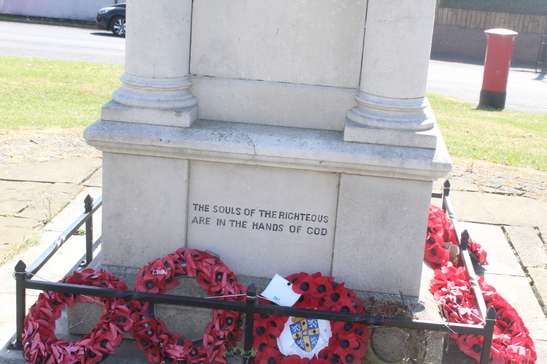 THE SOULS OF THE RIGHTEOUS
ARE IN THE HANDS OF GOD